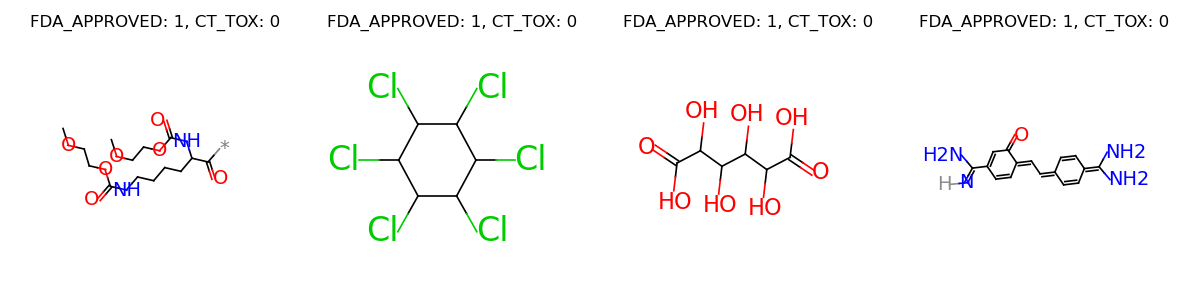 FDA_APPROVED: 1, CT_TOX: 0
FDA_APPROVED: 1, CT_TOX: 0
FDA_APPROVED: 1, CT_TOX: 0
FDA_APPROVED: 1, CT_TOX: 0
O
O
O
NH
O
O
O
NH
O
*
O
Cl
Cl
Cl
Cl
Cl
Cl
OH
OH
OH
O
O
HO
HO
HO
O
H2N
H
N
NH2
NH2